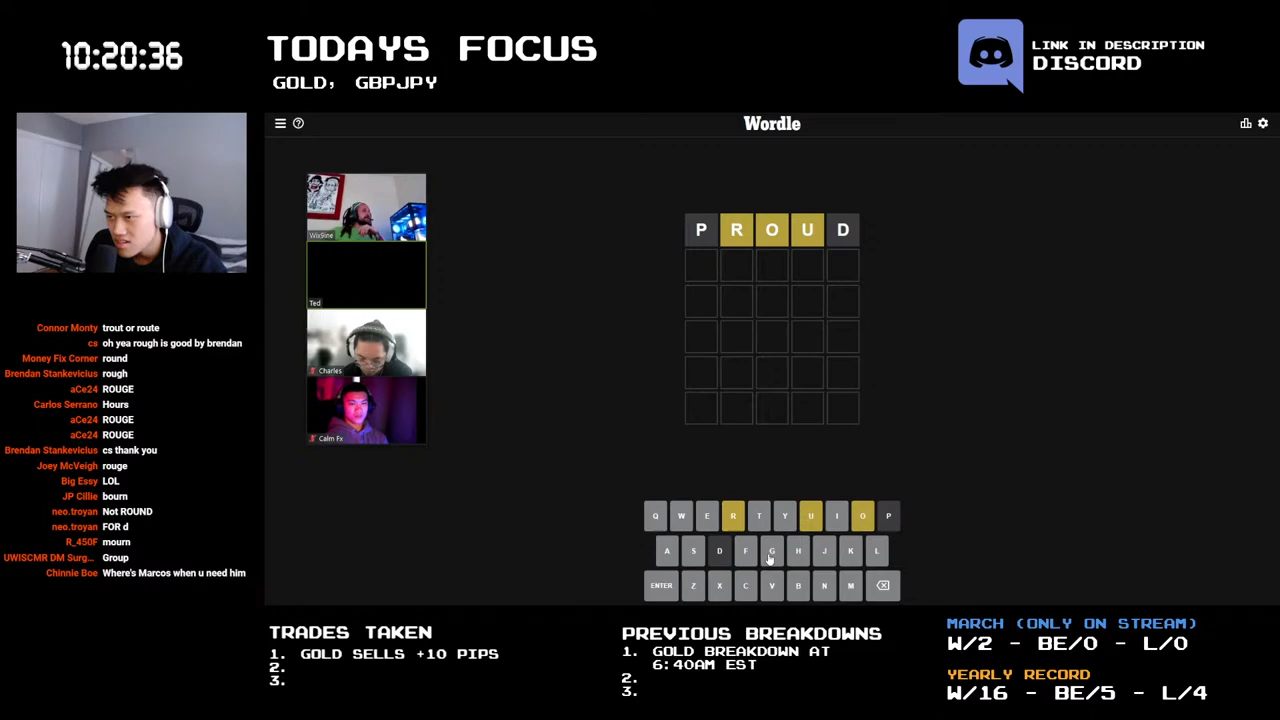 10:20:36
TODAYS FOCUS
GOLD, GBPJPY
LINK IN DESCRIPTION
DISCORD
Wordle
Wix9ine
Ted
Charles
Calm Fx
P R O U D
Connor Monty trout or route
cs oh yea rough is good by brendan
Money Fix Corner round
Brendan Stankevicius rough
aCe24 ROUGE
Carlos Serrano Hours
aCe24 ROUGE
aCe24 ROUGE
Brendan Stankevicius cs thank you
Joey McVeigh rouge
Big Essy LOL
JP Cillie bourn
neo.troyan Not ROUND
neo.troyan FOR d
R_450F mourn
UWISCMR DM Surg... Group
Chinnie Boe Where's Marcos when u need him
Q W E R T Y U I O P
A S D F G H J K L
ENTER Z X C V B N M
TRADES TAKEN
1. GOLD SELLS +10 PIPS
2.
3.
PREVIOUS BREAKDOWNS
1. GOLD BREAKDOWN AT
6:40AM EST
2.
3.
MARCH (ONLY ON STREAM)
W/2 - BE/0 - L/0
YEARLY RECORD
W/16 - BE/5 - L/4